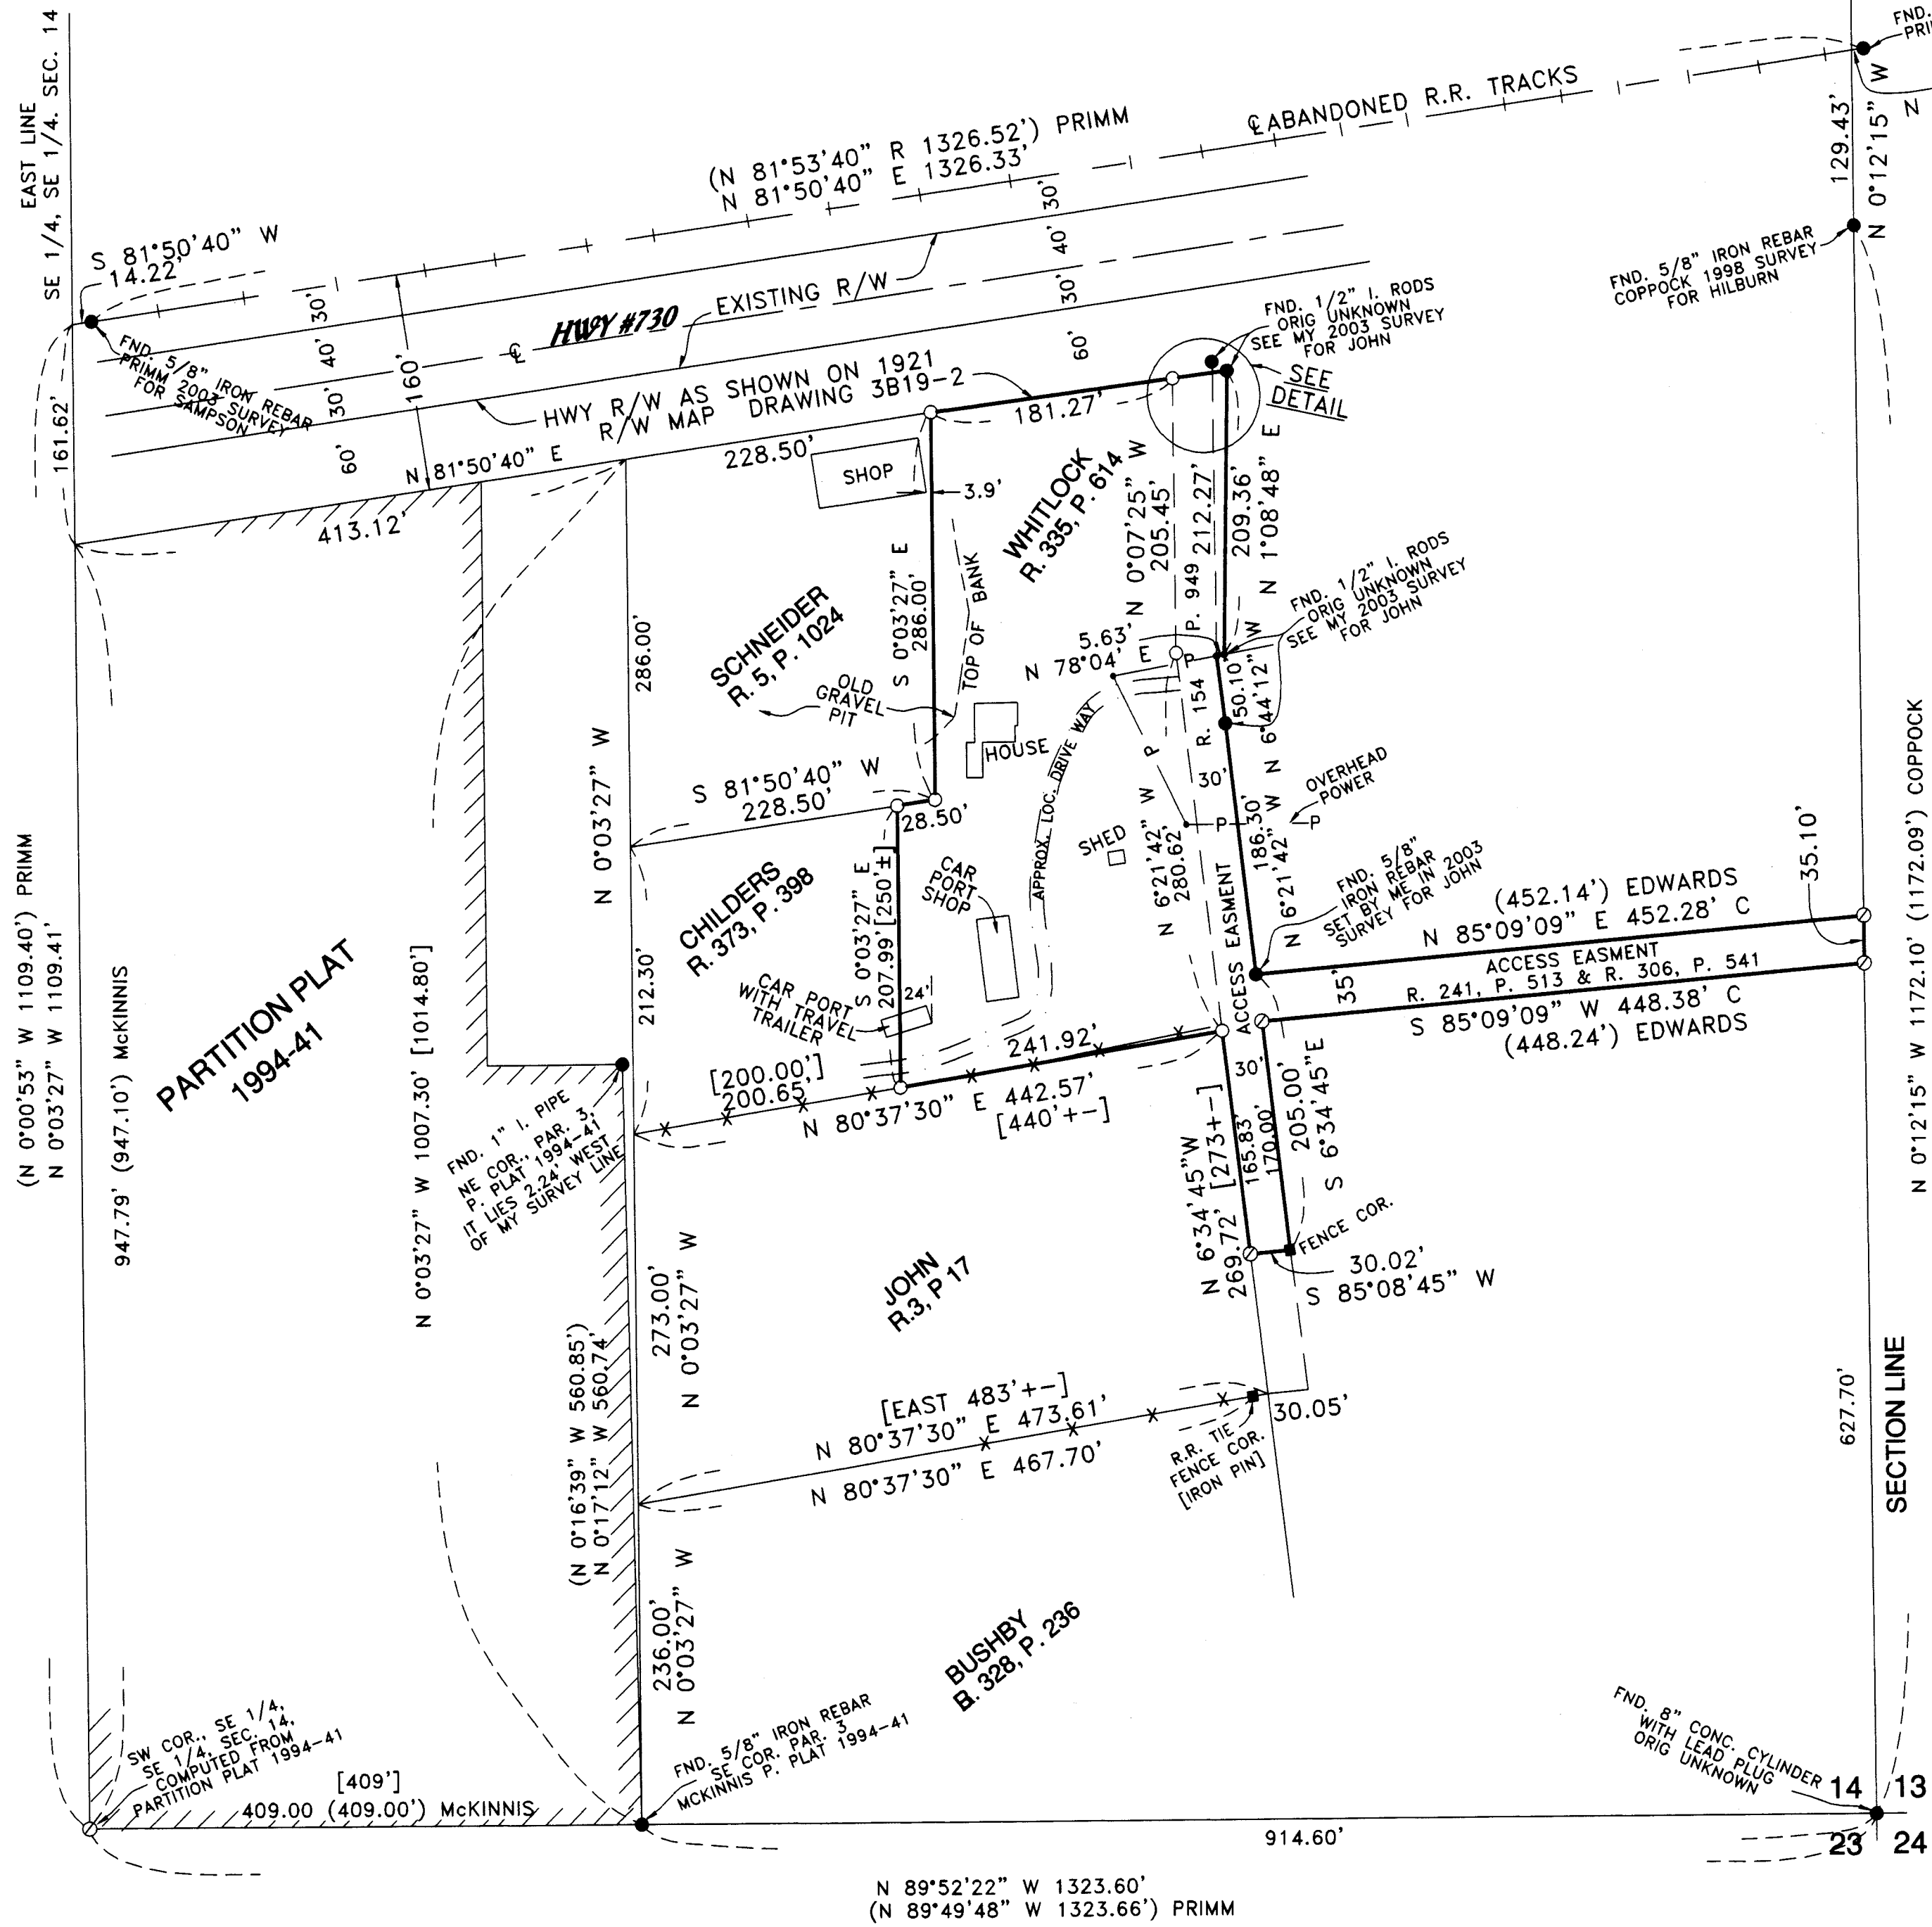 EAST LINE
SE 1/4, SE 1/4. SEC. 14
S 81°50'40" W
14.22'
(N 81°53'40" R 1326.52') PRIMM
N 81°50'40" E 1326.33'
℄ ABANDONED R.R. TRACKS
FND.
129.43'
N 0°12'15" W
N
FND. 5/8" IRON REBAR
COPPOCK 1998 SURVEY
FOR HILBURN
FND. 5/8" IRON REBAR
PRIMM 2003 SURVEY
FOR SAMPSON
161.62'
30'
40'
30'
60'
160'
℄
HWY #730
EXISTING R/W
30'
40'
30'
60'
HWY R/W AS SHOWN ON 1921
R/W MAP DRAWING 3B19-2
N 81°50'40" E
413.12'
228.50'
181.27'
FND. 1/2" I. RODS
ORIG UNKNOWN
SEE MY 2003 SURVEY
FOR JOHN
SEE
DETAIL
SHOP
3.9'
WHITLOCK
R. 335, P. 614
N 0°07'25" W
205.45'
P. 949 212.27'
209.36'
N 1°08'48" E
FND. 1/2" I. RODS
ORIG UNKNOWN
SEE MY 2003 SURVEY
FOR JOHN
SCHNEIDER
R. 5, P. 1024
S 0°03'27" E
286.00'
TOP OF BANK
OLD
GRAVEL
PIT
286.00'
N 0°03'27" W
5.63'
N 78°04' E
P
R. 154
50.10'
N 6°44'12" W
HOUSE
APPROX. LOC. DRIVE WAY
P
30'
OVERHEAD
POWER
P
P
S 81°50'40" W
228.50'
28.50'
SHED
N 6°21'42" W
280.62'
186.30'
N 6°21'42" W
ACCESS EASMENT
CHILDERS
R. 373, P. 398
S 0°03'27" E
207.99' [250'±]
CAR
PORT
SHOP
CAR PORT
WITH TRAVEL
TRAILER
24'
212.30'
FND. 5/8"
IRON REBAR
SET BY ME IN 2003
SURVEY FOR JOHN
(452.14') EDWARDS
N 85°09'09" E 452.28' C
35.10'
35'
ACCESS EASMENT
R. 241, P. 513 & R. 306, P. 541
S 85°09'09" W 448.38' C
(448.24') EDWARDS
N 0°12'15" W 1172.10' (1172.09') COPPOCK
(N 0°00'53" W 1109.40') PRIMM
N 0°03'27" W 1109.41'
947.79' (947.10') McKINNIS
PARTITION PLAT
1994-41
N 0°03'27" W 1007.30' [1014.80']
FND. 1" I. PIPE
NE COR., PAR. 3,
P. PLAT 1994-41
IT LIES 2.24' WEST
OF MY SURVEY LINE
[200.00']
200.65'
241.92'
N 80°37'30" E 442.57'
[440'+-]
30'
N 6°34'45"W
269.72' [273+-]
165.83'
170.00'
205.00'
S 6°34'45"E
FENCE COR.
30.02'
S 85°08'45" W
JOHN
R.3, P 17
273.00'
N 0°03'27" W
(N 0°16'39" W 560.85')
N 0°17'12" W 560.74'
[EAST 483'+-]
N 80°37'30" E 473.61'
N 80°37'30" E 467.70'
30.05'
R.R. TIE
FENCE COR.
[IRON PIN]
627.70'
SECTION LINE
236.00'
N 0°03'27" W
BUSHBY
R. 328, P. 236
SW COR., SE 1/4,
SE 1/4, SEC. 14,
COMPUTED FROM
PARTITION PLAT 1994-41
[409']
409.00 (409.00') McKINNIS
FND. 5/8" IRON REBAR
SE COR. PAR. 3
MCKINNIS P. PLAT 1994-41
FND. 8" CONC. CYLINDER
WITH LEAD PLUG
ORIG UNKNOWN
14 13
23 24
914.60'
N 89°52'22" W 1323.60'
(N 89°49'48" W 1323.66') PRIMM